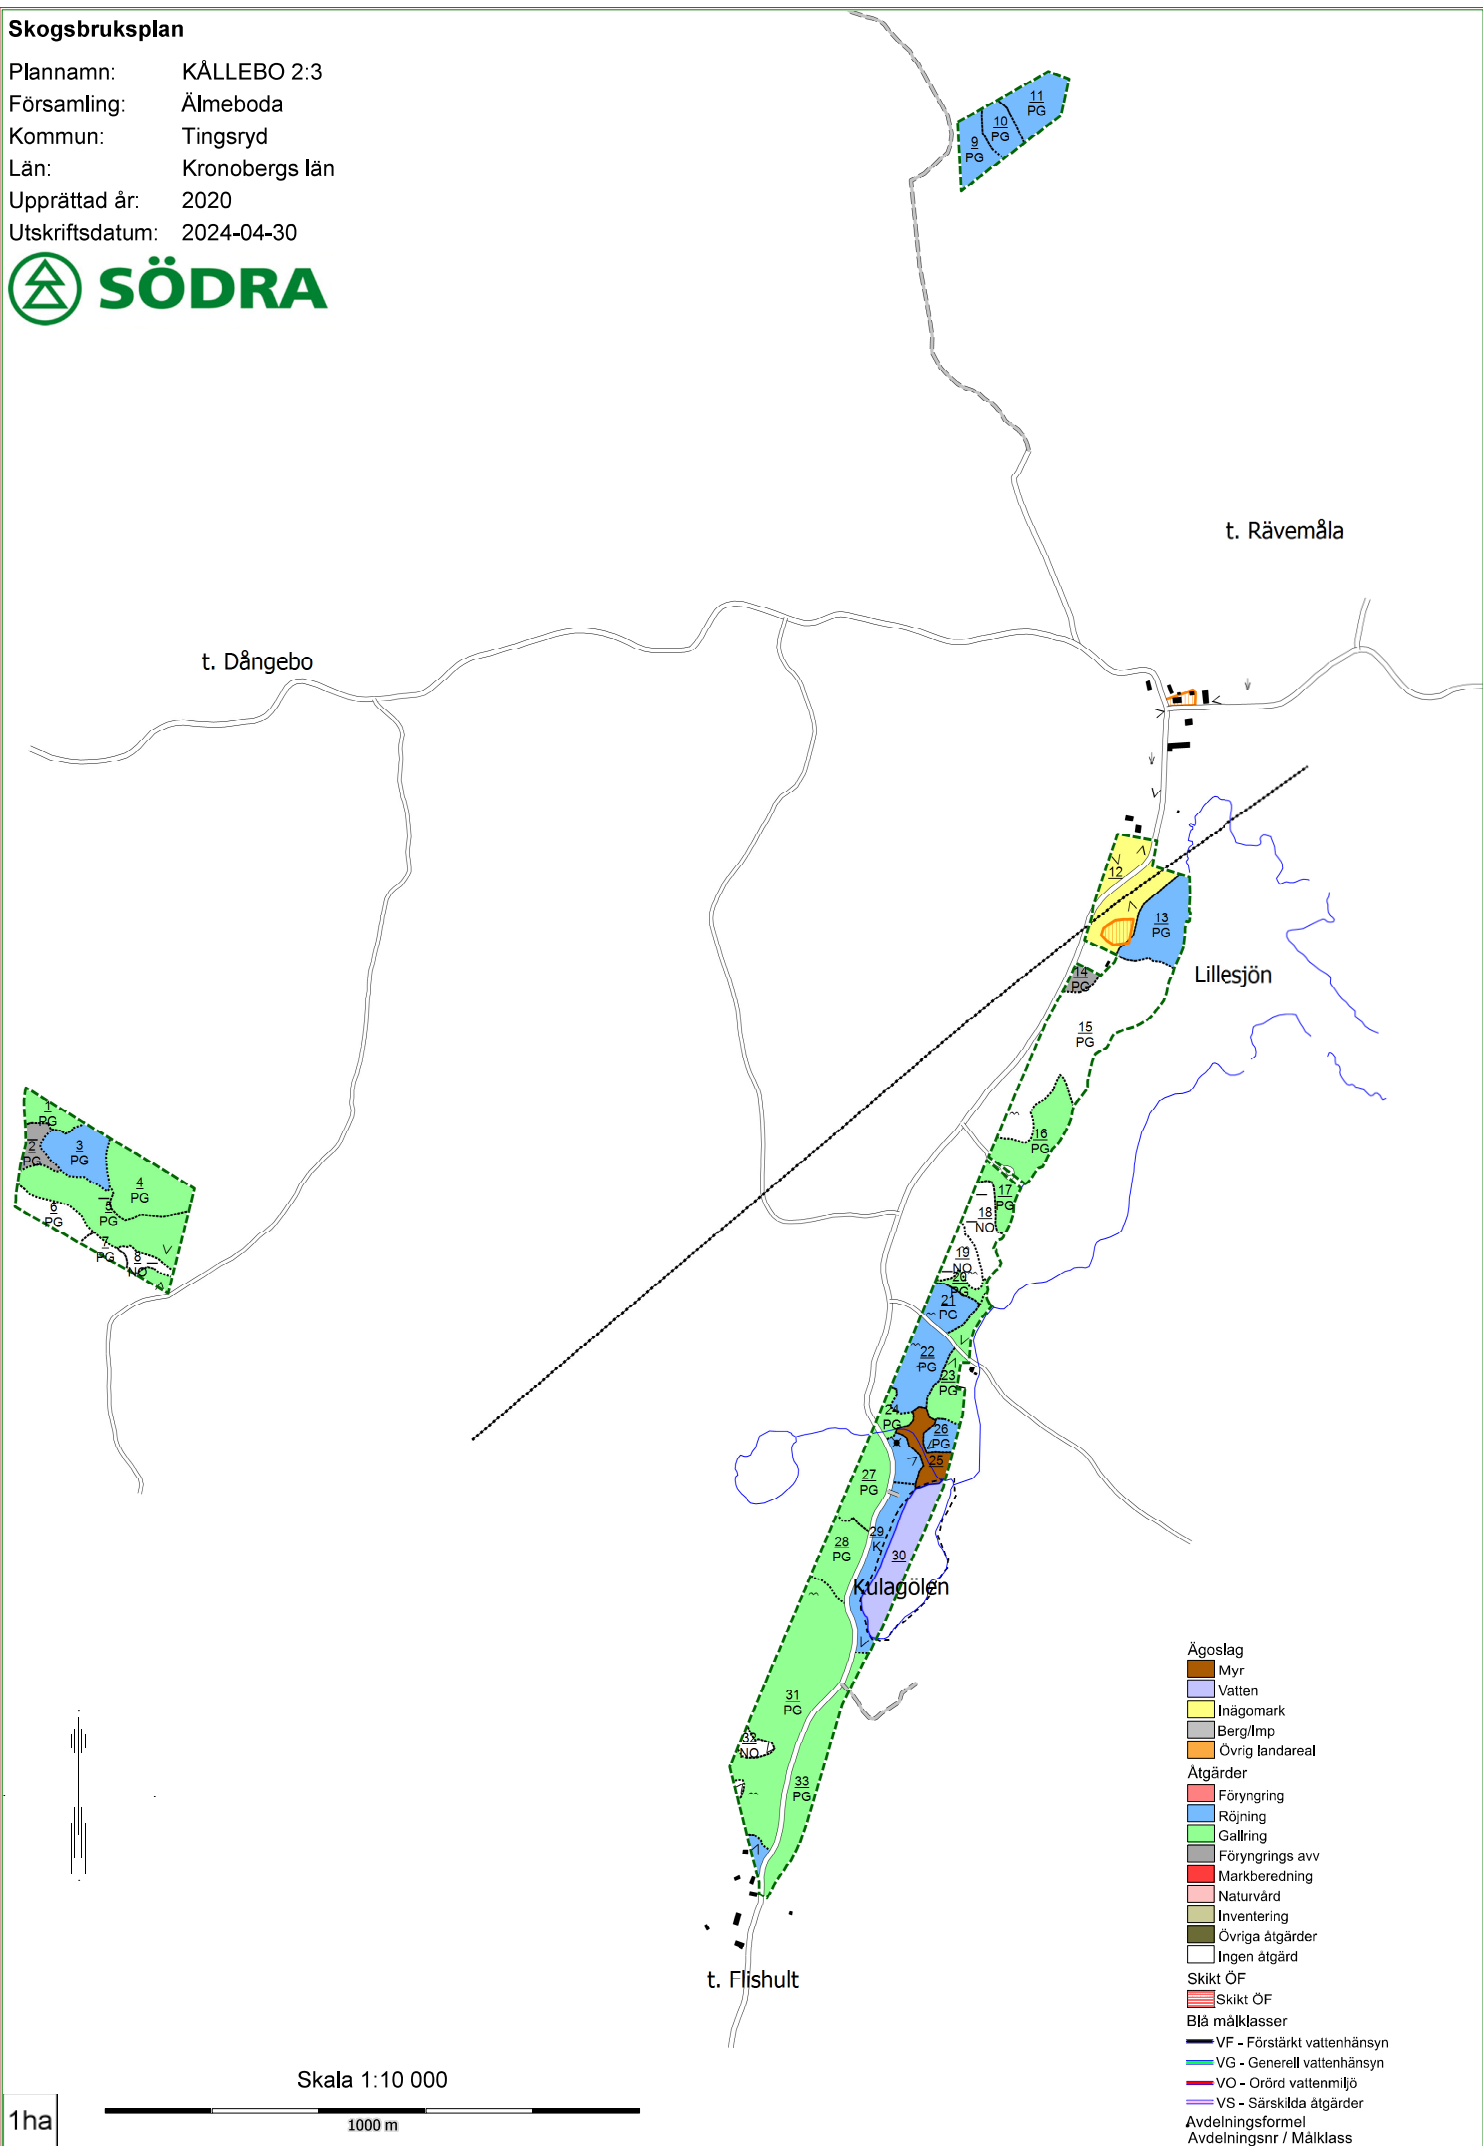 Skogsbruksplan
Plannamn: KÅLLEBO 2:3
Församling: Älmeboda
Kommun: Tingsryd
Län: Kronobergs län
Upprättad år: 2020
Utskriftsdatum: 2024-04-30
SÖDRA
11
PG
10
PG
9
PG
t. Rävemåla
t. Dångebo
12
13
PG
14
PG
Lillesjön
15
PG
1
PG
2
PG
3
PG
4
PG
5
PG
6
PG
7
PG
8
NO
16
PG
17
PG
18
NO
19
NO
20
PG
21
PG
22
PG
23
PG
24
PG
26
PG
25
27
PG
28
PG
29
K
30
Kulagölen
31
PG
32
NO
33
PG
t. Flishult
Ägoslag
Myr
Vatten
Inägomark
Berg/Imp
Övrig landareal
Åtgärder
Föryngring
Röjning
Gallring
Föryngrings avv
Markberedning
Naturvård
Inventering
Övriga åtgärder
Ingen åtgärd
Skikt ÖF
Skikt ÖF
Blå målklasser
VF - Förstärkt vattenhänsyn
VG - Generell vattenhänsyn
VO - Orörd vattenmiljö
VS - Särskilda åtgärder
Avdelningsformel
Avdelningsnr / Målklass
Skala 1:10 000
1000 m
1ha